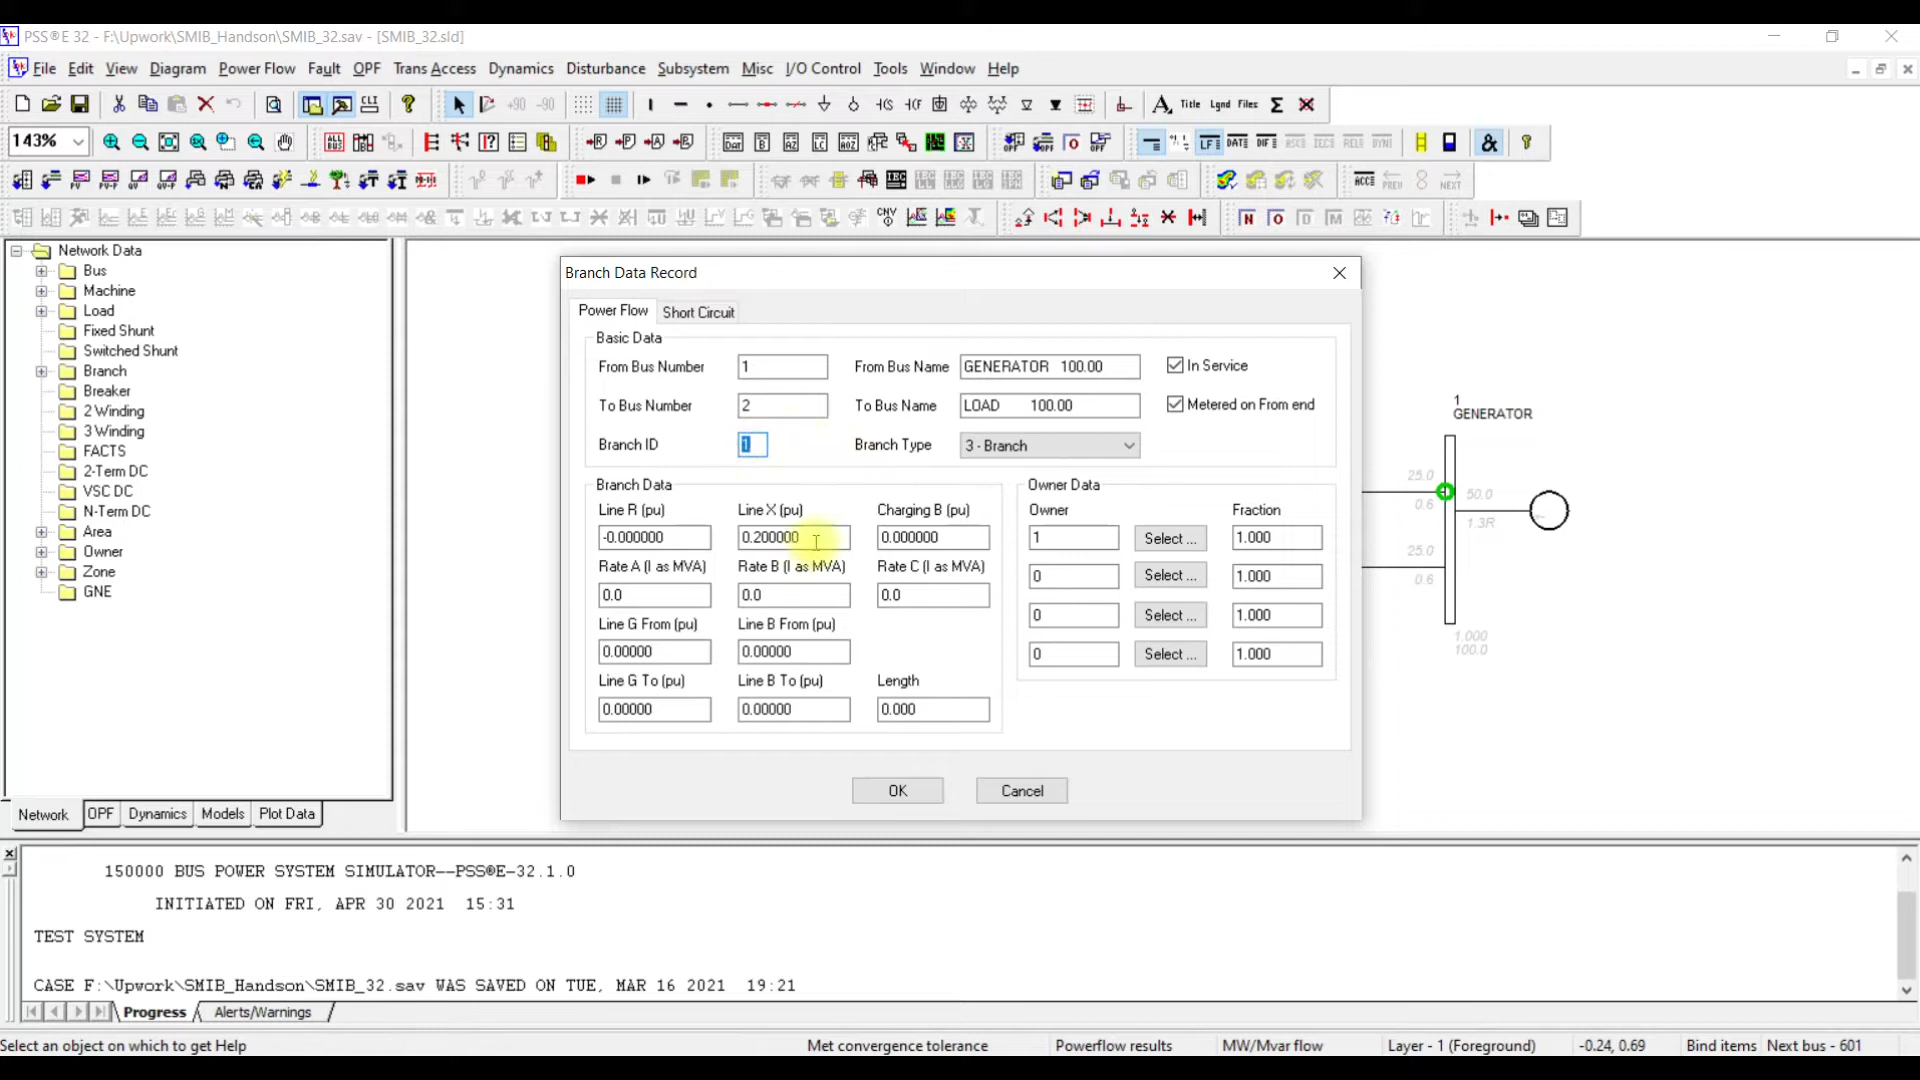 PSS®E 32 - F:\Upwork\SMIB_Handson\SMIB_32.sav - [SMIB_32.sld]
File Edit View Diagram Power Flow Fault OPF Trans Access Dynamics Disturbance Subsystem Misc I/O Control Tools Window Help
+90 -90 Title Lgnd Files
143%
Network Data
Bus
Machine
Load
Fixed Shunt
Switched Shunt
Branch
Breaker
2 Winding
3 Winding
FACTS
2-Term DC
VSC DC
N-Term DC
Area
Owner
Zone
GNE
Network OPF Dynamics Models Plot Data
Branch Data Record
Power Flow Short Circuit
Basic Data
From Bus Number 1 From Bus Name GENERATOR 100.00 In Service
To Bus Number 2 To Bus Name LOAD 100.00 Metered on From end
Branch ID 1 Branch Type 3 - Branch
Branch Data
Line R (pu) Line X (pu) Charging B (pu)
-0.000000 0.200000 0.000000
Rate A (I as MVA) Rate B (I as MVA) Rate C (I as MVA)
0.0 0.0 0.0
Line G From (pu) Line B From (pu)
0.00000 0.00000
Line G To (pu) Line B To (pu) Length
0.00000 0.00000 0.000
Owner Data
Owner Fraction
1 Select ... 1.000
0 Select ... 1.000
0 Select ... 1.000
0 Select ... 1.000
OK Cancel
1
GENERATOR
25.0
0.6
50.0
1.3R
25.0
0.6
1.000
100.0
150000 BUS POWER SYSTEM SIMULATOR--PSS®E-32.1.0
INITIATED ON FRI, APR 30 2021 15:31
TEST SYSTEM
CASE F:\Upwork\SMIB_Handson\SMIB_32.sav WAS SAVED ON TUE, MAR 16 2021 19:21
Progress Alerts/Warnings
Select an object on which to get Help Met convergence tolerance Powerflow results MW/Mvar flow Layer - 1 (Foreground) -0.24, 0.69 Bind items Next bus - 601